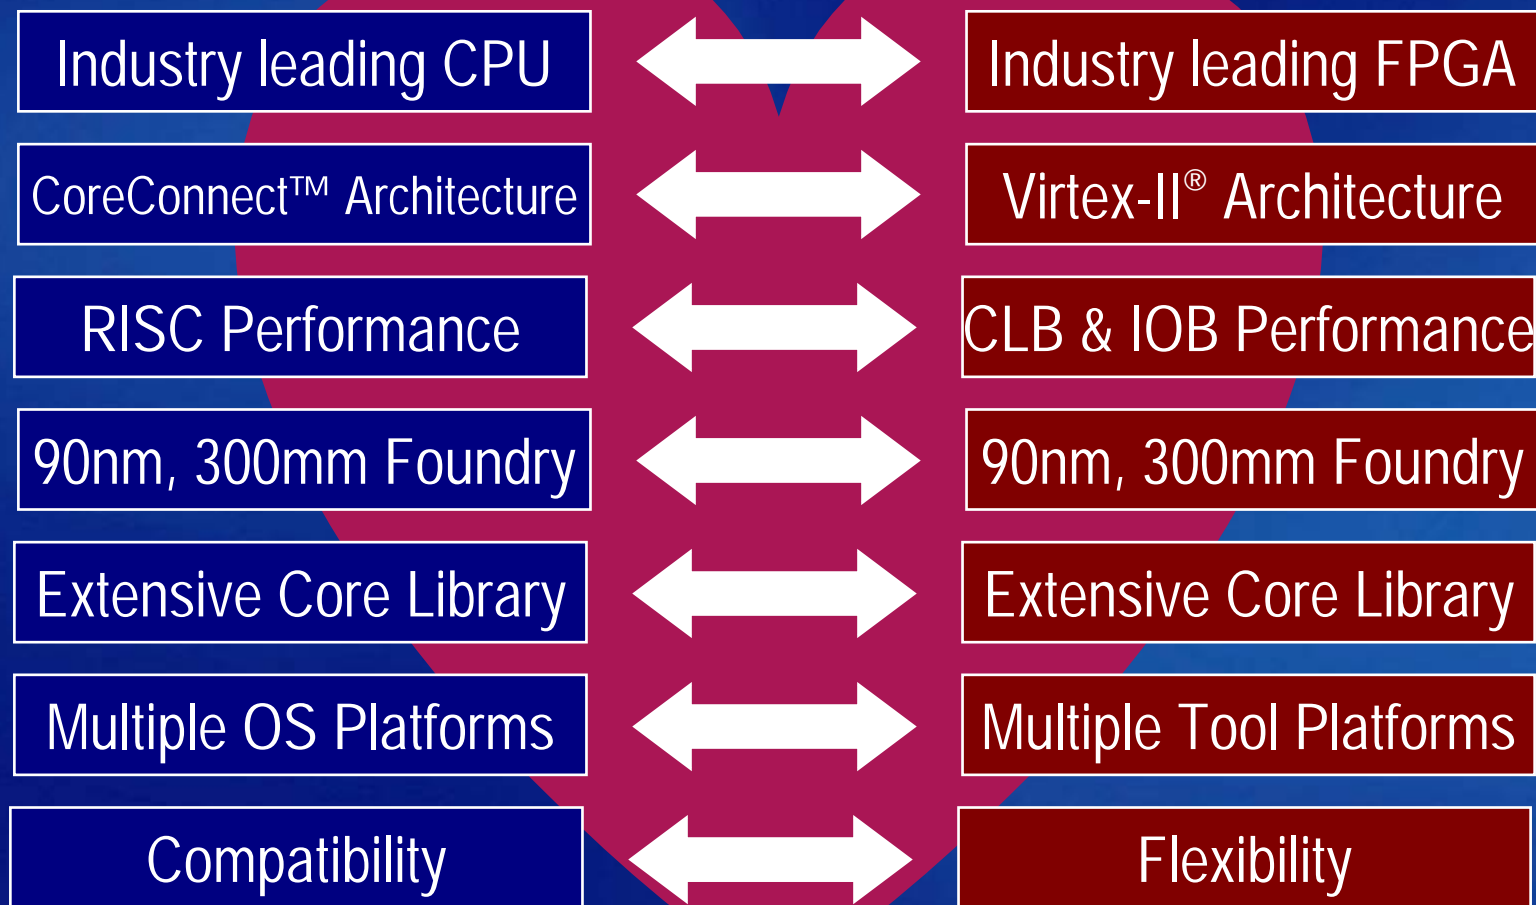 Industry leading CPU
Industry leading FPGA
CoreConnect™ Architecture
Virtex-II® Architecture
RISC Performance
CLB & IOB Performance
90nm, 300mm Foundry
90nm, 300mm Foundry
Extensive Core Library
Extensive Core Library
Multiple OS Platforms
Multiple Tool Platforms
Compatibility
Flexibility